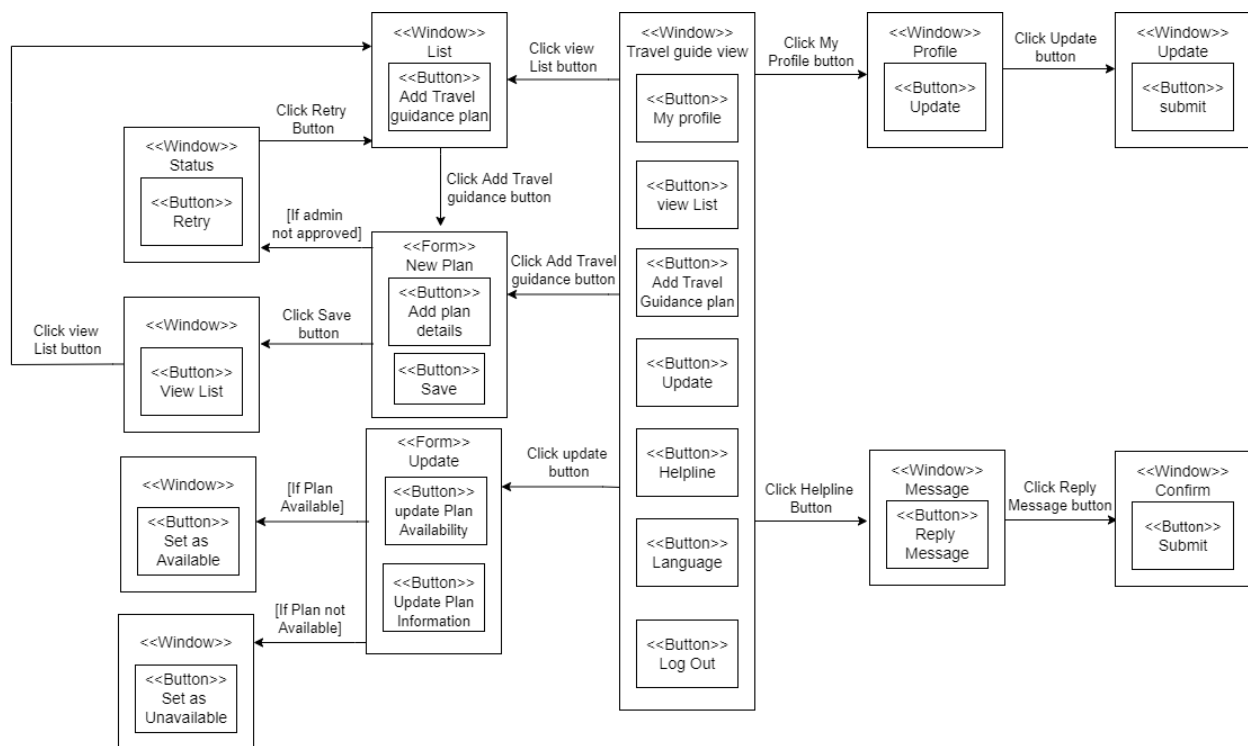 <<Window>>
List
<<Button>>
Add Travel
guidance plan
Click view
List button
<<Window>>
Travel guide view
<<Button>>
My profile
<<Button>>
view List
<<Button>>
Add Travel
Guidance plan
<<Button>>
Update
<<Button>>
Helpline
<<Button>>
Language
<<Button>>
Log Out
Click My
Profile button
<<Window>>
Profile
<<Button>>
Update
Click Update
button
<<Window>>
Update
<<Button>>
submit
Click Retry
Button
<<Window>>
Status
<<Button>>
Retry
Click Add Travel
guidance button
[If admin
not approved]
<<Form>>
New Plan
<<Button>>
Add plan
details
<<Button>>
Save
Click Add Travel
guidance button
Click Save
button
<<Window>>
<<Button>>
View List
Click view
List button
<<Form>>
Update
<<Button>>
update Plan
Availability
<<Button>>
Update Plan
Information
Click update
button
[If Plan
Available]
<<Window>>
<<Button>>
Set as
Available
[If Plan not
Available]
<<Window>>
<<Button>>
Set as
Unavailable
Click Helpline
Button
<<Window>>
Message
<<Button>>
Reply
Message
Click Reply
Message button
<<Window>>
Confirm
<<Button>>
Submit